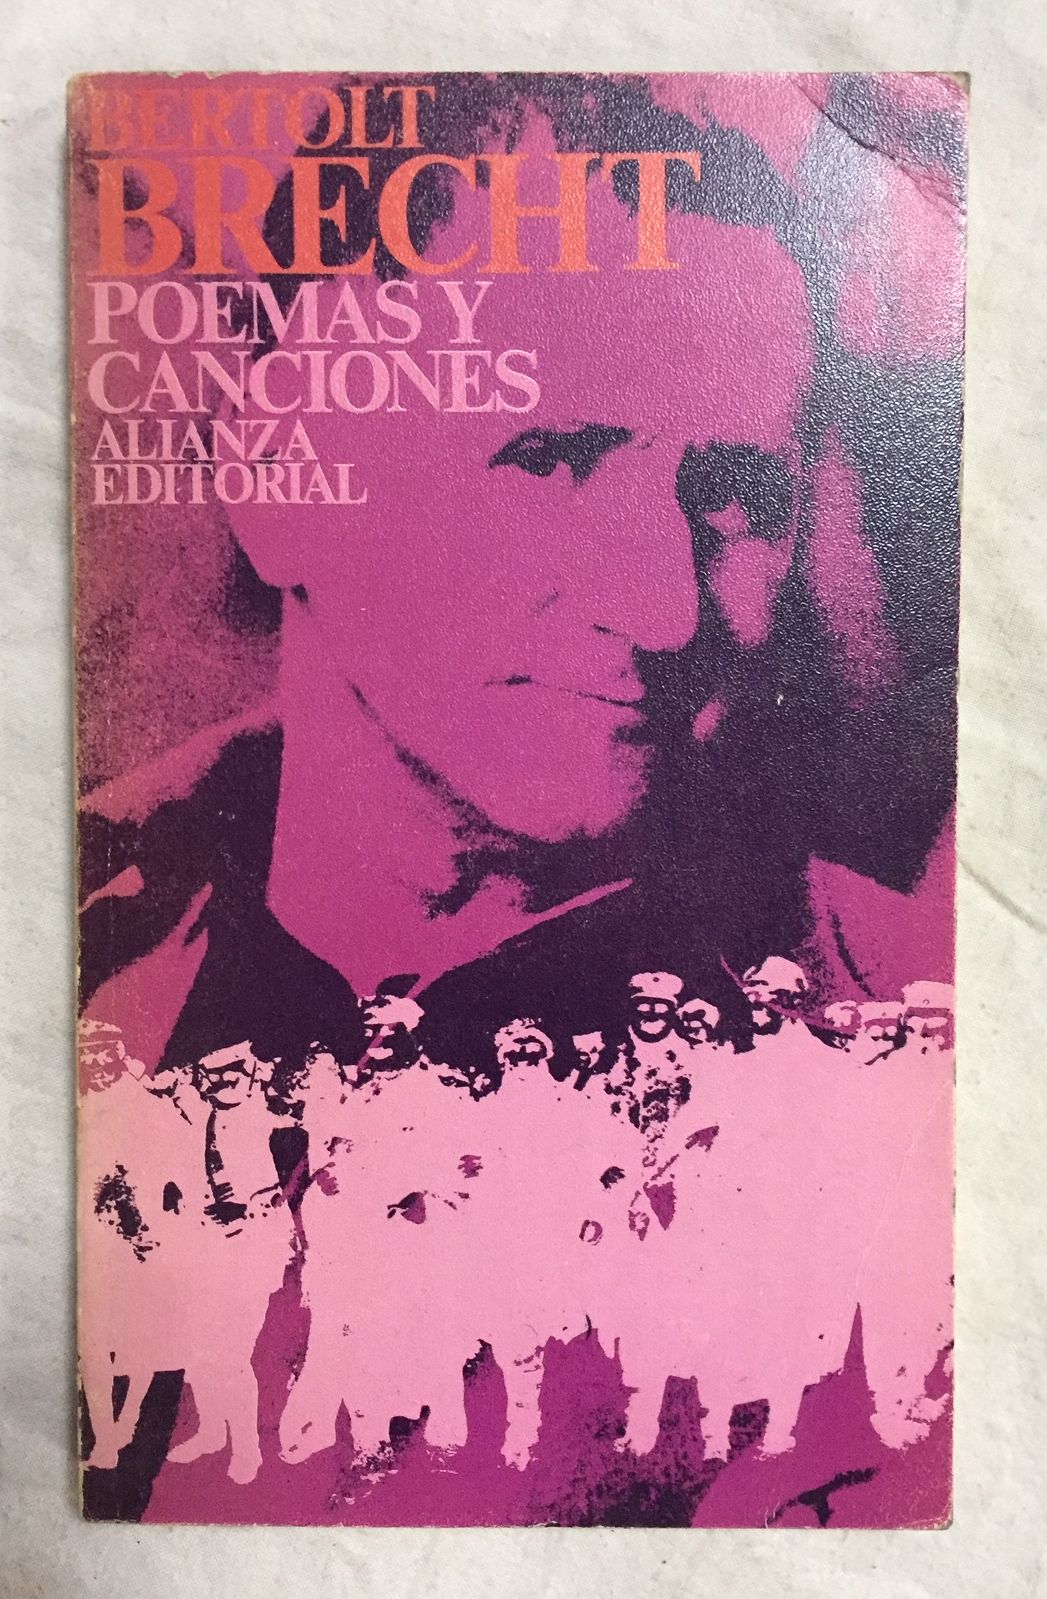 BERTOLT
BRECHT
POEMAS Y
CANCIONES
ALIANZA
EDITORIAL